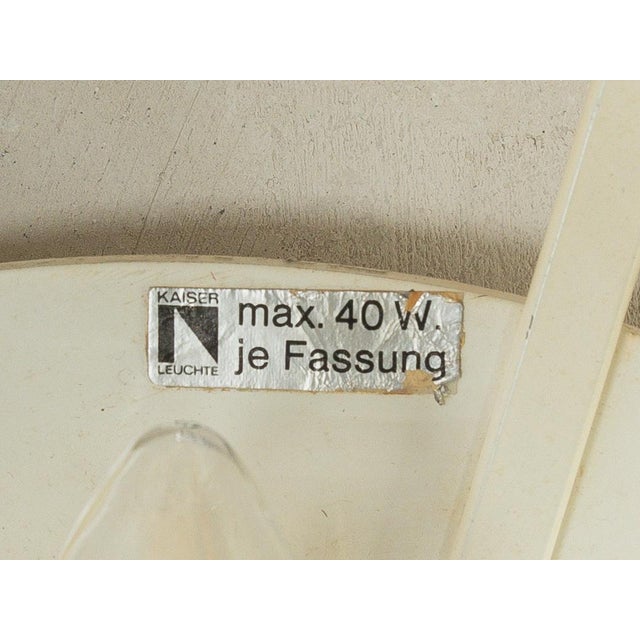 KAISER
N
LEUCHTE
max. 40 W.
je Fassung